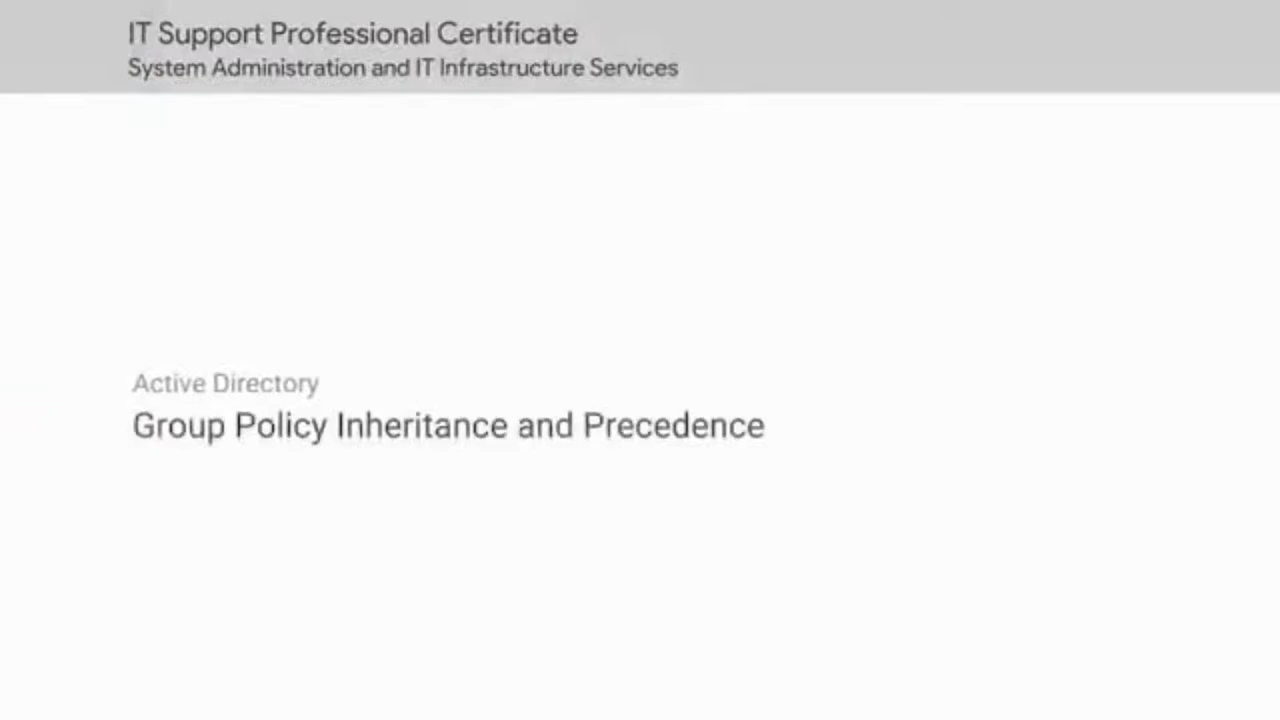 IT Support Professional Certificate
System Administration and IT Infrastructure Services
Active Directory
Group Policy Inheritance and Precedence